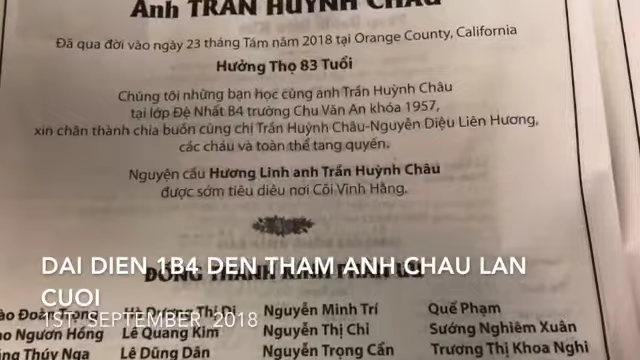 Anh TRẦN HUỲNH CHÂU
Đã qua đời vào ngày 23 tháng Tám năm 2018 tại Orange County, California
Hưởng Thọ 83 Tuổi
Chúng tôi những bạn học cùng anh Trần Huỳnh Châu
tại lớp Đệ Nhất B4 trường Chu Văn An khóa 1957,
xin chân thành chia buồn cùng chị Trần Huỳnh Châu-Nguyễn Diệu Liên Hương,
các cháu và toàn thể tang quyến.
Nguyện cầu Hương Linh anh Trần Huỳnh Châu
được sớm tiêu diêu nơi Cõi Vĩnh Hằng.
DAI DIEN 1B4 DEN THAM ANH CHAU LAN
CUOI
1ST. SEPTEMBER 2018
Nguyễn Minh Trí
Quế Phạm
Ngươn Hồng
Lê Quang Kim
Nguyễn Thị Chi
Sướng Nghiêm Xuân
Thúy Nga
Lê Dũng Dân
Nguyễn Trọng Cẩn
Trương Thị Khoa Nghi